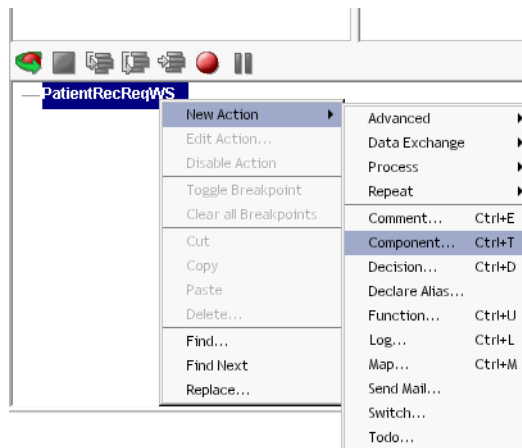 PatientRecReqWS
New Action
Edit Action...
Disable Action
Toggle Breakpoint
Clear all Breakpoints
Cut
Copy
Paste
Delete...
Find...
Find Next
Replace...
Advanced
Data Exchange
Process
Repeat
Comment... Ctrl+E
Component... Ctrl+T
Decision... Ctrl+D
Declare Alias...
Function... Ctrl+U
Log... Ctrl+L
Map... Ctrl+M
Send Mail...
Switch...
Todo...